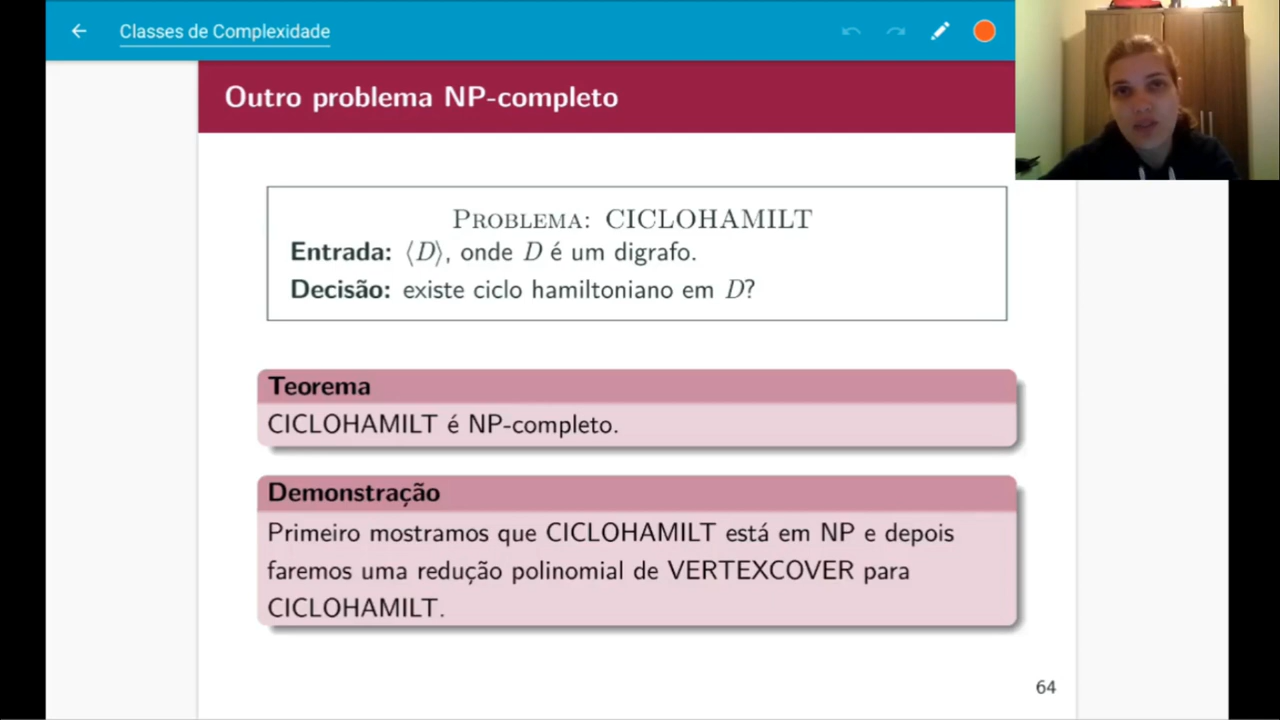 Classes de Complexidade
Outro problema NP-completo
PROBLEMA: CICLOHAMILT
Entrada: ⟨D⟩, onde D é um digrafo.
Decisão: existe ciclo hamiltoniano em D?
Teorema
CICLOHAMILT é NP-completo.
Demonstração
Primeiro mostramos que CICLOHAMILT está em NP e depois
faremos uma redução polinomial de VERTEXCOVER para
CICLOHAMILT.
64